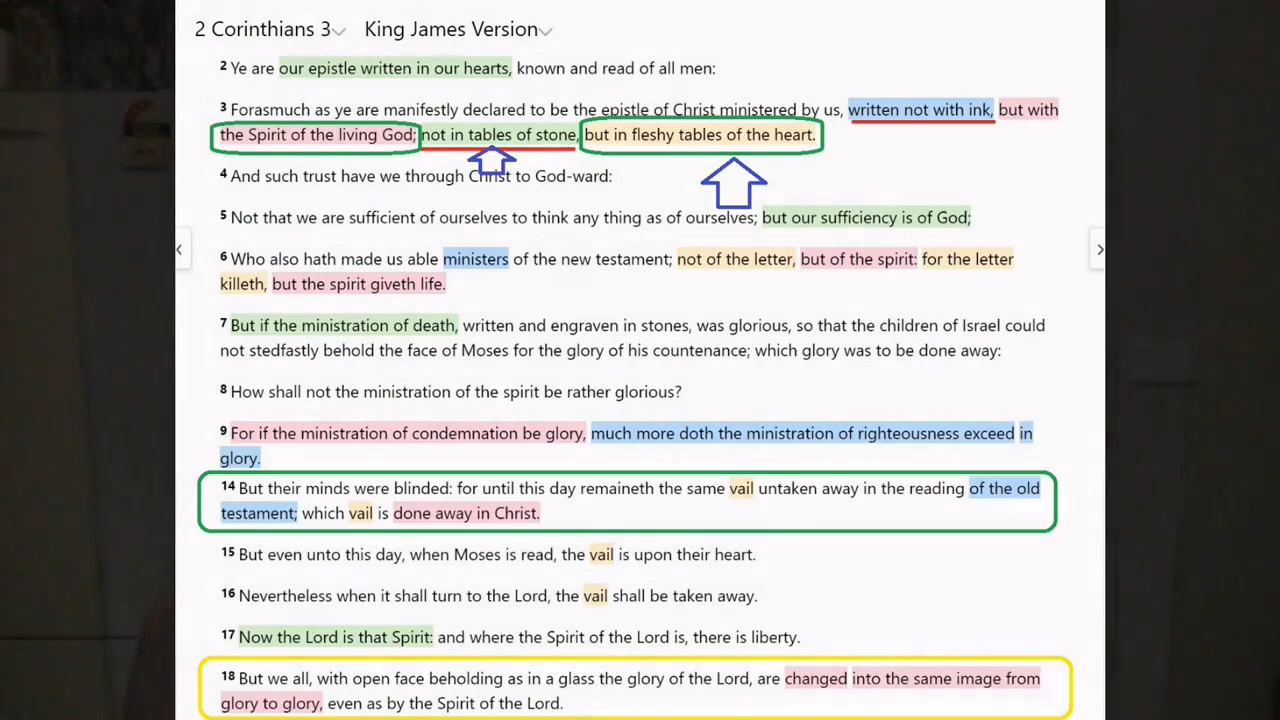 2 Corinthians 3 King James Version
2 Ye are our epistle written in our hearts, known and read of all men:
3 Forasmuch as ye are manifestly declared to be the epistle of Christ ministered by us, written not with ink, but with
the Spirit of the living God; not in tables of stone, but in fleshy tables of the heart.
4 And such trust have we through Christ to God-ward:
5 Not that we are sufficient of ourselves to think any thing as of ourselves; but our sufficiency is of God;
6 Who also hath made us able ministers of the new testament; not of the letter, but of the spirit: for the letter
killeth, but the spirit giveth life.
7 But if the ministration of death, written and engraven in stones, was glorious, so that the children of Israel could
not stedfastly behold the face of Moses for the glory of his countenance; which glory was to be done away:
8 How shall not the ministration of the spirit be rather glorious?
9 For if the ministration of condemnation be glory, much more doth the ministration of righteousness exceed in
glory.
14 But their minds were blinded: for until this day remaineth the same vail untaken away in the reading of the old
testament; which vail is done away in Christ.
15 But even unto this day, when Moses is read, the vail is upon their heart.
16 Nevertheless when it shall turn to the Lord, the vail shall be taken away.
17 Now the Lord is that Spirit: and where the Spirit of the Lord is, there is liberty.
18 But we all, with open face beholding as in a glass the glory of the Lord, are changed into the same image from
glory to glory, even as by the Spirit of the Lord.